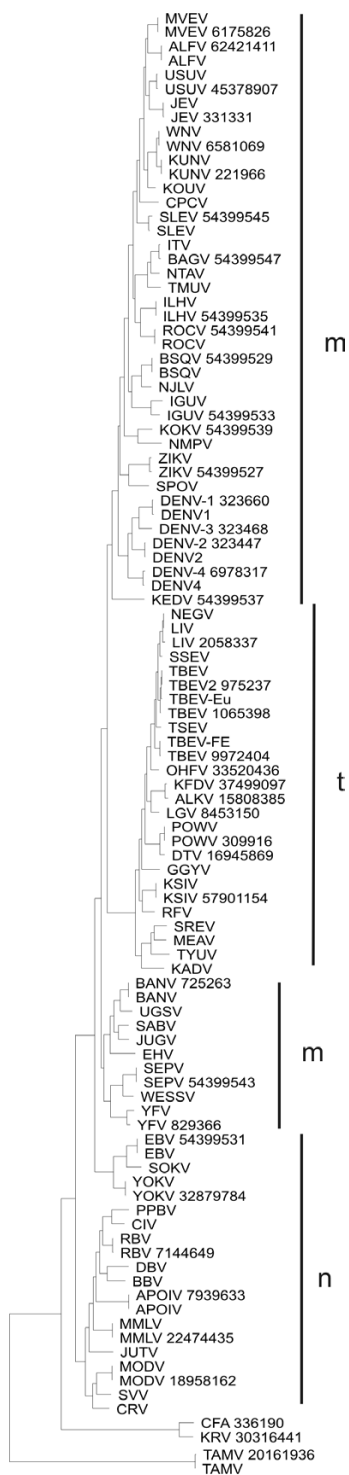 MVEV
MVEV 6175826
ALFV 62421411
ALFV
USUV
USUV 45378907
JEV
JEV 331331
WNV
WNV 6581069
KUNV
KUNV 221966
KOUV
CPCV
SLEV 54399545
SLEV
ITV
BAGV 54399547
NTAV
TMUV
ILHV
ILHV 54399535
ROCV 54399541
ROCV
m
BSQV 54399529
BSQV
NJLV
IGUV
IGUV 54399533
KOKV 54399539
NMPV
ZIKV
ZIKV 54399527
SPOV
DENV-1 323660
DENV1
DENV-3 323468
DENV-2 323447
DENV2
DENV-4 6978317
DENV4
KEDV 54399537
NEGV
LIV
LIV 2058337
SSEV
TBEV
TBEV2 975237
TBEV-Eu
TBEV 1065398
TSEV
TBEV-FE
TBEV 9972404
OHFV 33520436
t
KFDV 37499097
ALKV 15808385
LGV 8453150
POWV
POWV 309916
DTV 16945869
GGYV
KSIV
KSIV 57901154
RFV
SREV
MEAV
TYUV
KADV
BANV 725263
BANV
UGSV
SABV
JUGV
m
EHV
SEPV
SEPV 54399543
WESSV
YFV
YFV 829366
EBV 54399531
EBV
SOKV
YOKV
YOKV 32879784
PPBV
CIV
RBV
RBV 7144649
DBV
n
BBV
APOIV 7939633
APOIV
MMLV
MMLV 22474435
JUTV
MODV
MODV 18958162
SVV
CRV
CFA 336190
KRV 30316441
TAMV 20161936
TAMV